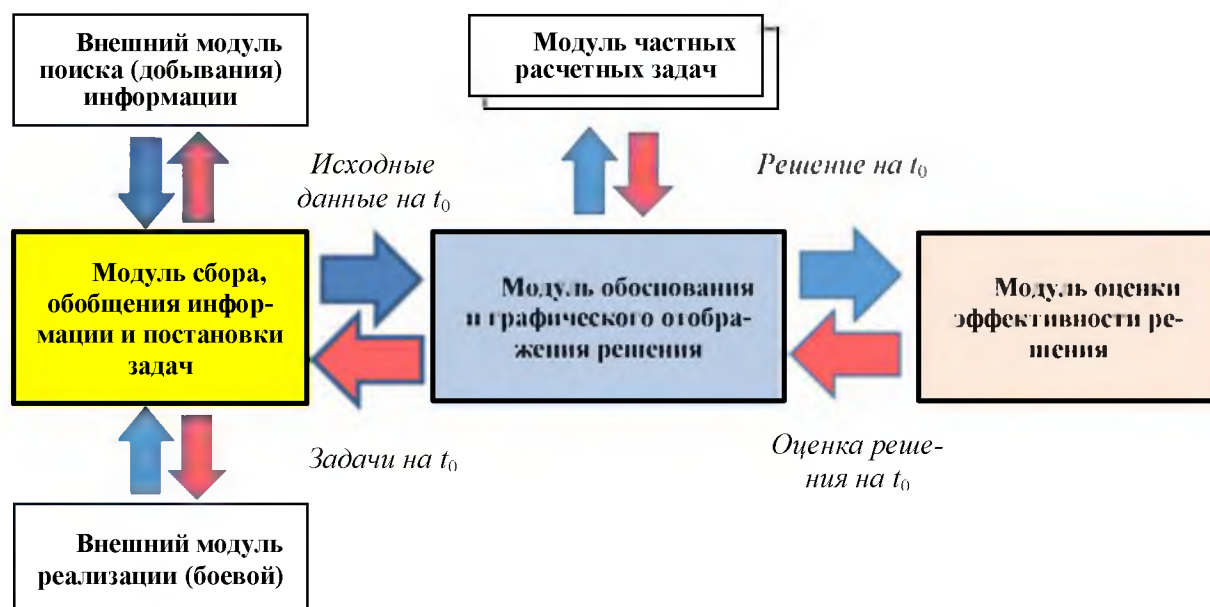 Внешний модуль
поиска (добывания)
информации
Модуль частных
расчетных задач
Исходные
данные на t₀
Решение на t₀
Модуль сбора,
обобщения инфор-
мации и постановки
задач
Модуль обоснования
и графического отобра-
жения решения
Модуль оценки
эффективности ре-
шения
Задачи на t₀
Оценка реше-
ния на t₀
Внешний модуль
реализации (боевой)